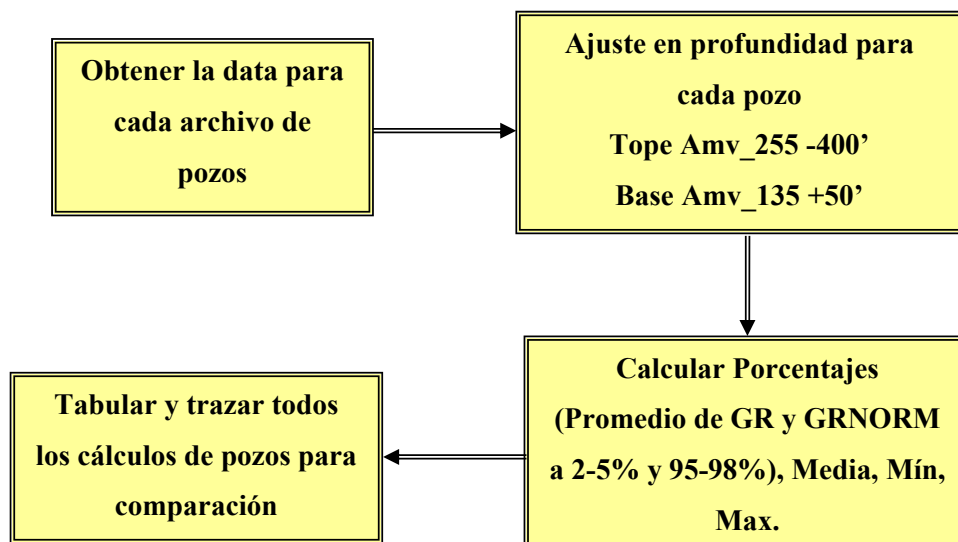 Obtener la data para
cada archivo de
pozos
Ajuste en profundidad para
cada pozo
Tope Amv_255 -400’
Base Amv_135 +50’
Calcular Porcentajes
(Promedio de GR y GRNORM
a 2-5% y 95-98%), Media, Mín,
Max.
Tabular y trazar todos
los cálculos de pozos para
comparación